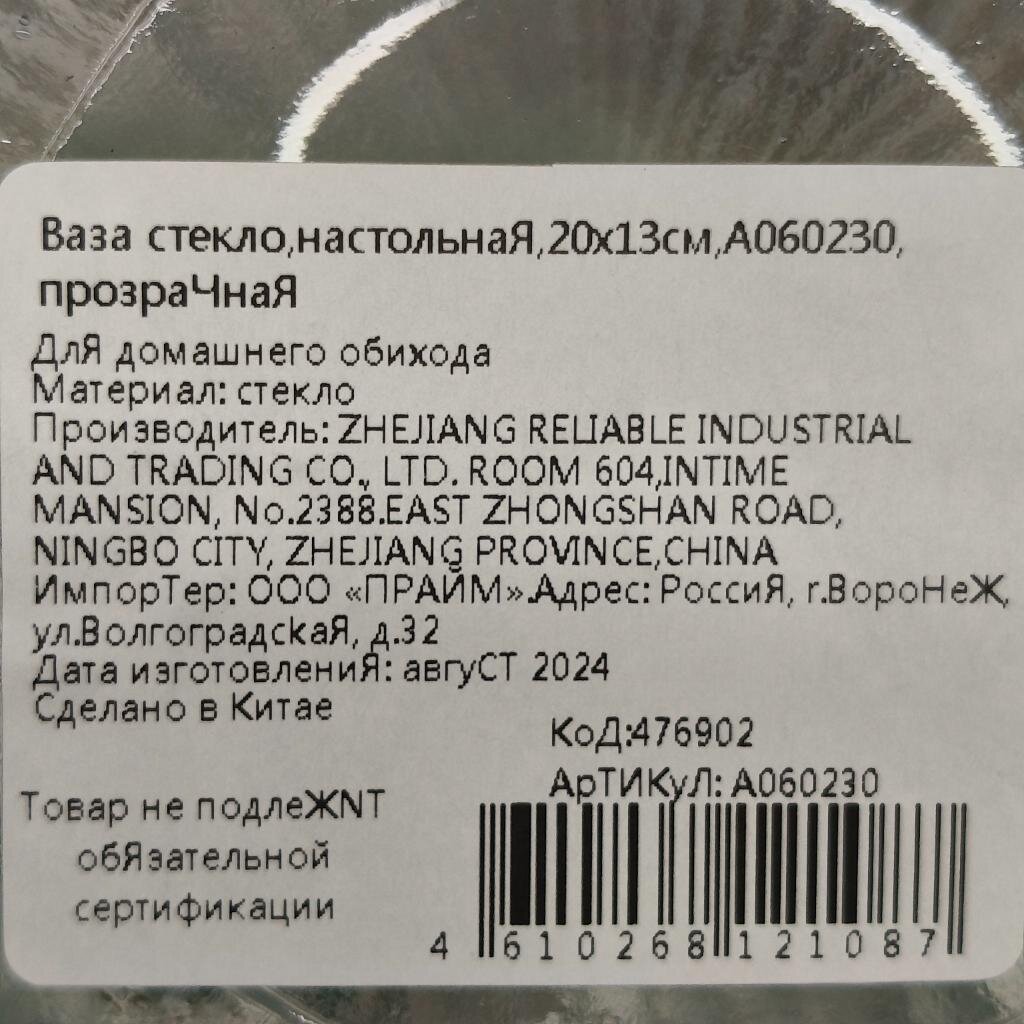 Ваза стекло,настольнаЯ,20х13см,А060230,
прозраЧнаЯ
ДлЯ домашнего обихода
Материал: стекло
Производитель: ZHEJIANG RELIABLE INDUSTRIAL
AND TRADING CO., LTD. ROOM 604,INTIME
MANSION, No.2388.EAST ZHONGSHAN ROAD,
NINGBO CITY, ZHEJIANG PROVINCE,CHINA
ИмпорТер: ООО «ПРАЙМ».Адрес: РоссиЯ, г.ВороНеЖ,
ул.ВолгоградскаЯ, д.32
Дата изготовлениЯ: авгуСТ 2024
Сделано в Китае
КоД:476902
АрТИКуЛ: А060230
Товар не подлеЖNT
обЯзательной
сертификации
4 610268 121087